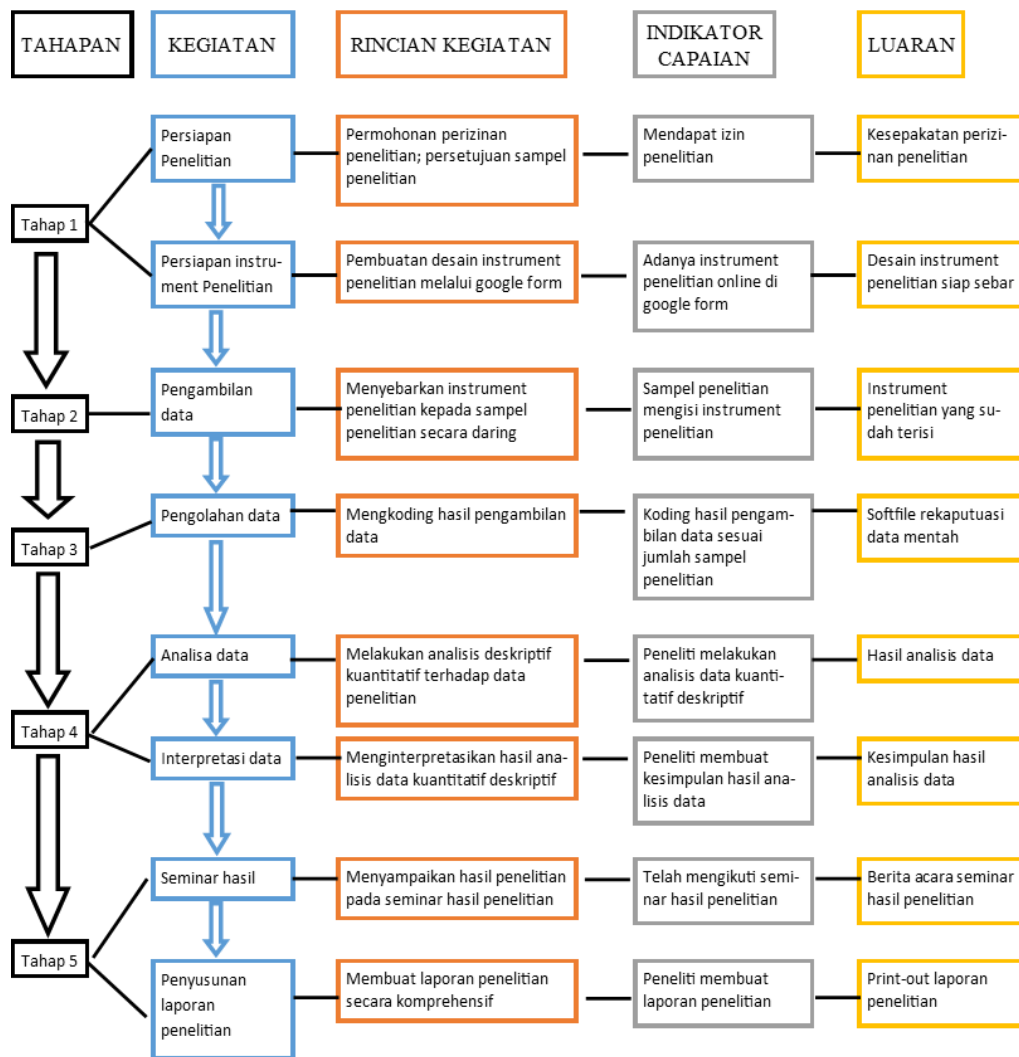 TAHAPAN
KEGIATAN
RINCIAN KEGIATAN
INDIKATOR
CAPAIAN
LUARAN
Tahap 1
Persiapan
Penelitian
Permohonan perizinan
penelitian; persetujuan sampel
penelitian
Mendapat izin
penelitian
Kesepakatan perizi-
nan penelitian
Persiapan instru-
ment Penelitian
Pembuatan desain instrument
penelitian melalui google form
Adanya instrument
penelitian online di
google form
Desain instrument
penelitian siap sebar
Tahap 2
Pengambilan
data
Menyebarkan instrument
penelitian kepada sampel
penelitian secara daring
Sampel penelitian
mengisi instrument
penelitian
Instrument
penelitian yang su-
dah terisi
Tahap 3
Pengolahan data
Mengkoding hasil pengambilan
data
Koding hasil pengam-
bilan data sesuai
jumlah sampel
penelitian
Softfile rekaputuasi
data mentah
Tahap 4
Analisa data
Melakukan analisis deskriptif
kuantitatif terhadap data
penelitian
Peneliti melakukan
analisis data kuanti-
tatif deskriptif
Hasil analisis data
Interpretasi data
Menginterpretasikan hasil ana-
lisis data kuantitatif deskriptif
Peneliti membuat
kesimpulan hasil ana-
lisis data
Kesimpulan hasil
analisis data
Tahap 5
Seminar hasil
Menyampaikan hasil penelitian
pada seminar hasil penelitian
Telah mengikuti semi-
nar hasil penelitian
Berita acara seminar
hasil penelitian
Penyusunan
laporan
penelitian
Membuat laporan penelitian
secara komprehensif
Peneliti membuat
laporan penelitian
Print-out laporan
penelitian